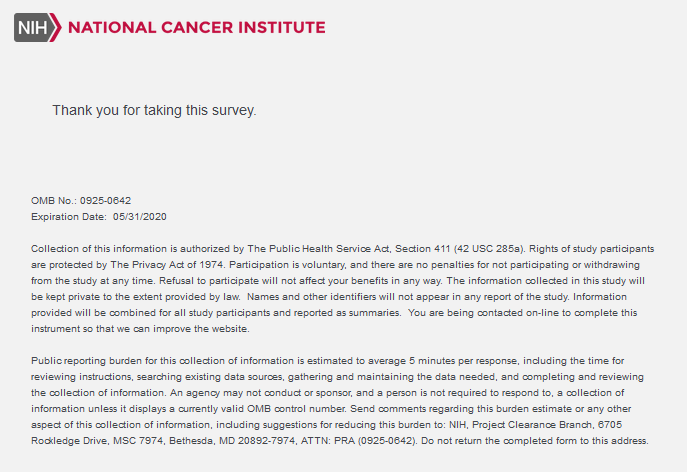 NIH NATIONAL CANCER INSTITUTE
Thank you for taking this survey.
OMB No.: 0925-0642
Expiration Date: 05/31/2020
Collection of this information is authorized by The Public Health Service Act, Section 411 (42 USC 285a). Rights of study participants
are protected by The Privacy Act of 1974. Participation is voluntary, and there are no penalties for not participating or withdrawing
from the study at any time. Refusal to participate will not affect your benefits in any way. The information collected in this study will
be kept private to the extent provided by law. Names and other identifiers will not appear in any report of the study. Information
provided will be combined for all study participants and reported as summaries. You are being contacted on-line to complete this
instrument so that we can improve the website.
Public reporting burden for this collection of information is estimated to average 5 minutes per response, including the time for
reviewing instructions, searching existing data sources, gathering and maintaining the data needed, and completing and reviewing
the collection of information. An agency may not conduct or sponsor, and a person is not required to respond to, a collection of
information unless it displays a currently valid OMB control number. Send comments regarding this burden estimate or any other
aspect of this collection of information, including suggestions for reducing this burden to: NIH, Project Clearance Branch, 6705
Rockledge Drive, MSC 7974, Bethesda, MD 20892-7974, ATTN: PRA (0925-0642). Do not return the completed form to this address.